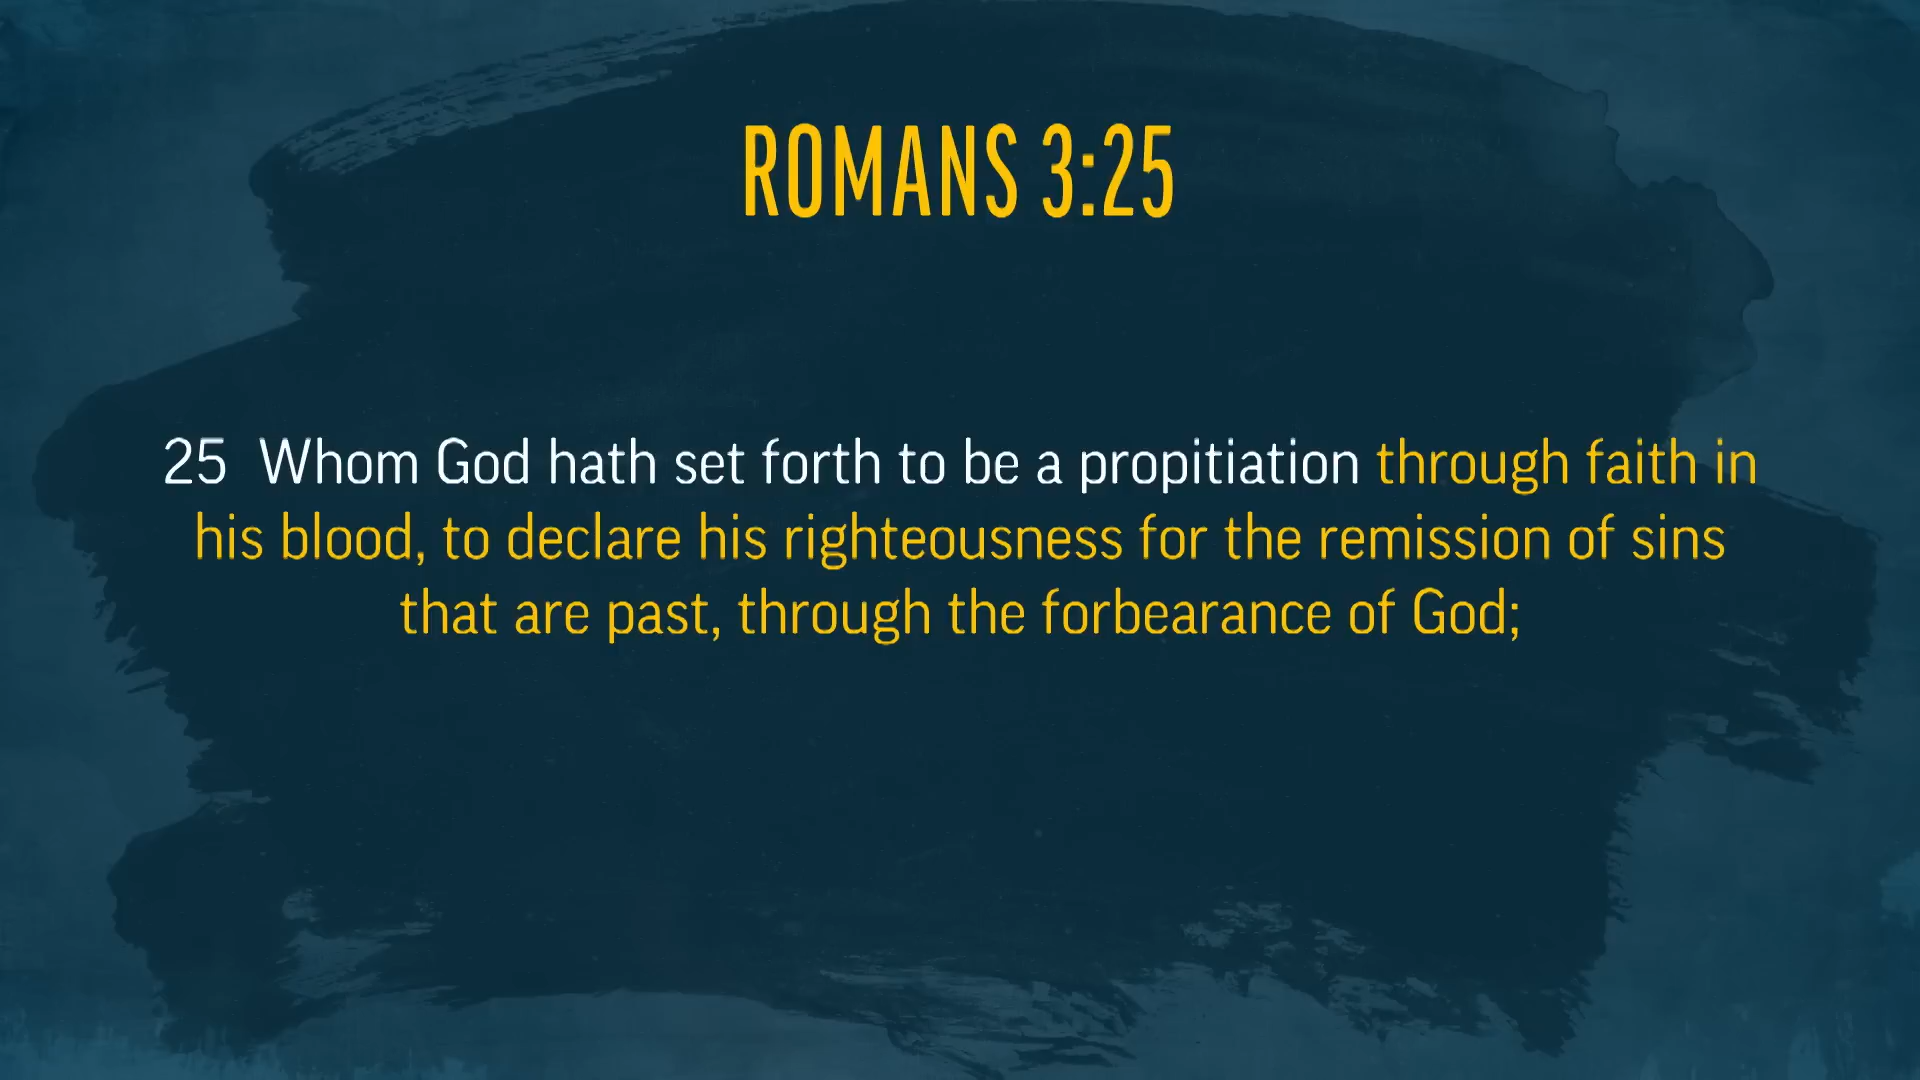 ROMANS 3:25
25 Whom God hath set forth to be a propitiation through faith in
his blood, to declare his righteousness for the remission of sins
that are past, through the forbearance of God;